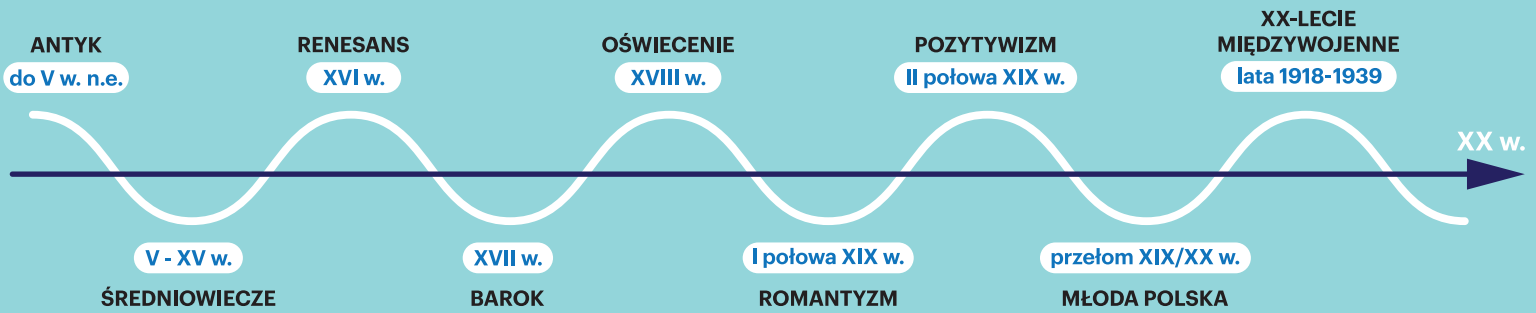 ANTYK
do V w. n.e.
RENESANS
XVI w.
OŚWIECENIE
XVIII w.
POZYTYWIZM
II połowa XIX w.
XX-LECIE
MIĘDZYWOJENNE
lata 1918-1939
XX w.
V - XV w.
ŚREDNIOWIECZE
XVII w.
BAROK
I połowa XIX w.
ROMANTYZM
przełom XIX/XX w.
MŁODA POLSKA